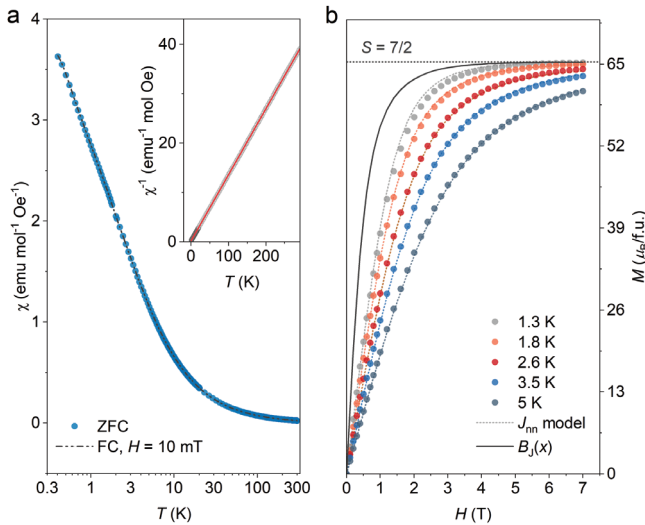 a
χ (emu mol⁻¹ Oe⁻¹)
4
3
2
1
0
0.3
1
3
10
30
100
300
T (K)
ZFC
FC, H = 10 mT
χ⁻¹ (emu⁻¹ mol Oe)
40
20
0
0
100
200
T (K)
b
S = 7/2
65
52
39
26
13
0
M (μB/f.u.)
1.3 K
1.8 K
2.6 K
3.5 K
5 K
Jnn model
BJ(x)
0
1
2
3
4
5
6
7
H (T)